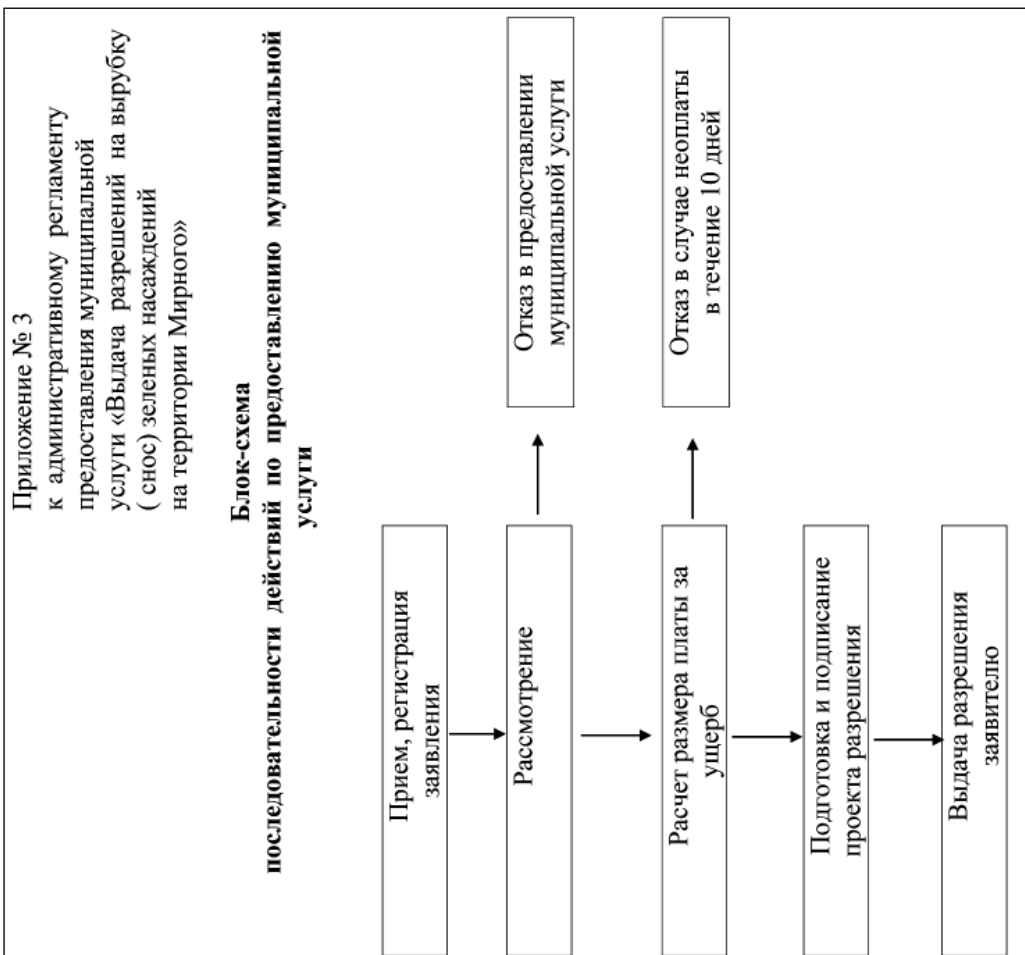 Приложение № 3
к административному регламенту
предоставления муниципальной
услуги «Выдача разрешений на вырубку
( снос) зеленых насаждений
на территории Мирного»
Блок-схема
последовательности действий по предоставлению муниципальной
услуги
Прием, регистрация
заявления
Рассмотрение
Отказ в предоставлении
муниципальной услуги
Расчет размера платы за
ущерб
Отказ в случае неоплаты
в течение 10 дней
Подготовка и подписание
проекта разрешения
Выдача разрешения
заявителю